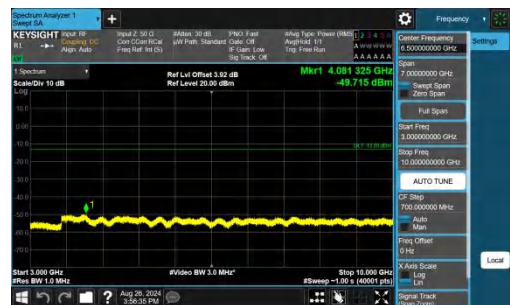 Spectrum Analyzer 1
Swept SA
+
Frequency
KEYSIGHT Input: RF
Coupling: DC
Align: Auto
Input Z: 50 Ω
Corr CCorr RCal
Freq Ref: Int (S)
#Atten: 30 dB
µW Path: Standard
PNO: Fast
Gate: Off
IF Gain: Low
Sig Track: Off
#Avg Type: Power (RMS)
Avg|Hold: 1/1
Trig: Free Run
1 2 3 4 5 6
A W W W W W
A A A A A A
1 Spectrum
Scale/Div 10 dB
Log
Ref Lvl Offset 3.92 dB
Ref Level 20.00 dBm
Mkr1 4.081 325 GHz
-49.715 dBm
10.0
0.00
-10.0
-20.0
-30.0
-40.0
-50.0
-60.0
-70.0
1
Start 3.000 GHz
#Res BW 1.0 MHz
#Video BW 3.0 MHz*
Stop 10.000 GHz
#Sweep ~1.00 s (40001 pts)
Center Frequency
6.500000000 GHz
Settings
Span
7.00000000 GHz
Swept Span
Zero Span
Full Span
Start Freq
3.000000000 GHz
Stop Freq
10.000000000 GHz
AUTO TUNE
CF Step
700.000000 MHz
Auto
Man
Freq Offset
0 Hz
X Axis Scale
Log
Lin
Local
Signal Track
(Span Zoom)
?
Aug 26, 2024
3:56:35 PM